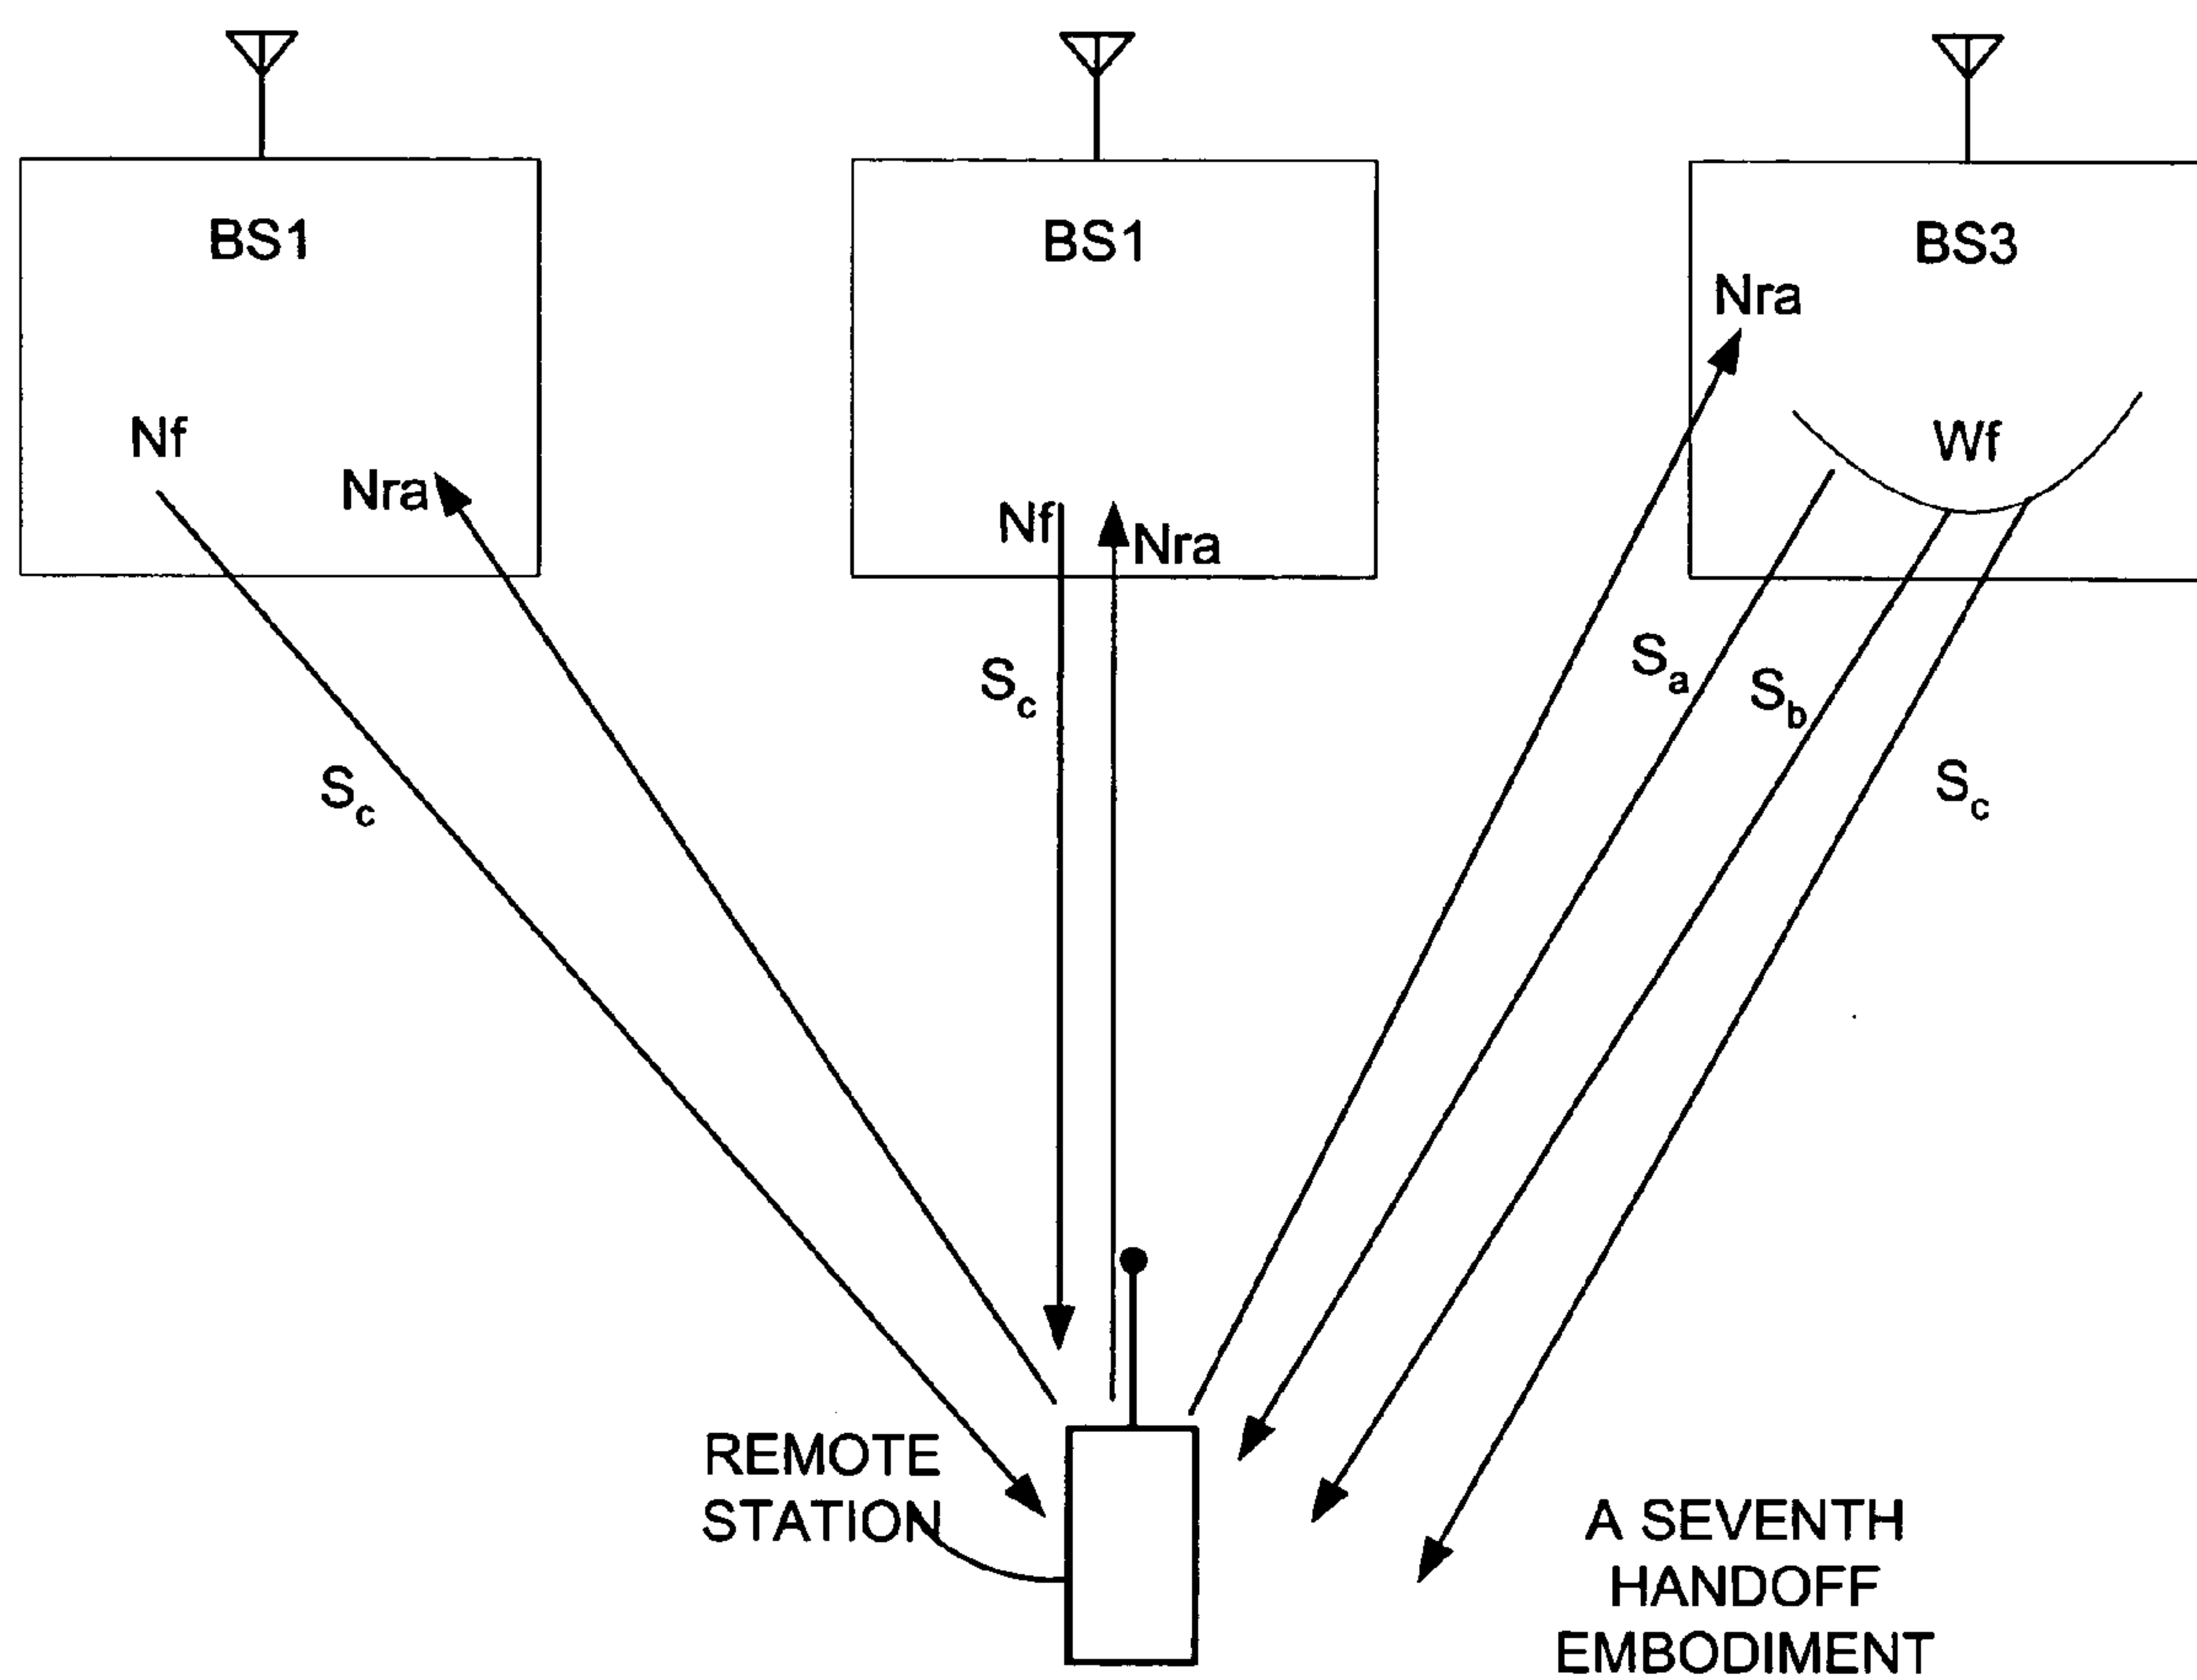 BS1
BS1
BS3
Nra
Nf
Wf
Nra
Nf
Nra
Sa
Sc
Sb
Sc
Sc
REMOTE
STATION
A SEVENTH
HANDOFF
EMBODIMENT